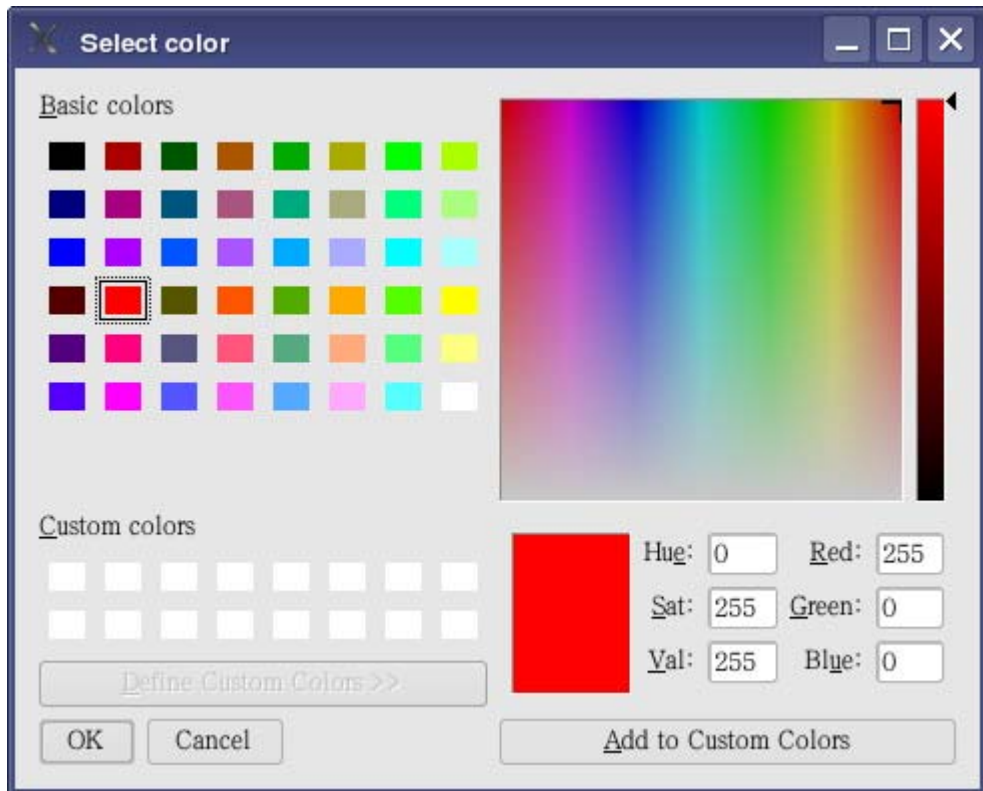 Select color
Basic colors
Custom colors
Define Custom Colors >>
OK
Cancel
Hue: 0
Red: 255
Sat: 255
Green: 0
Val: 255
Blue: 0
Add to Custom Colors